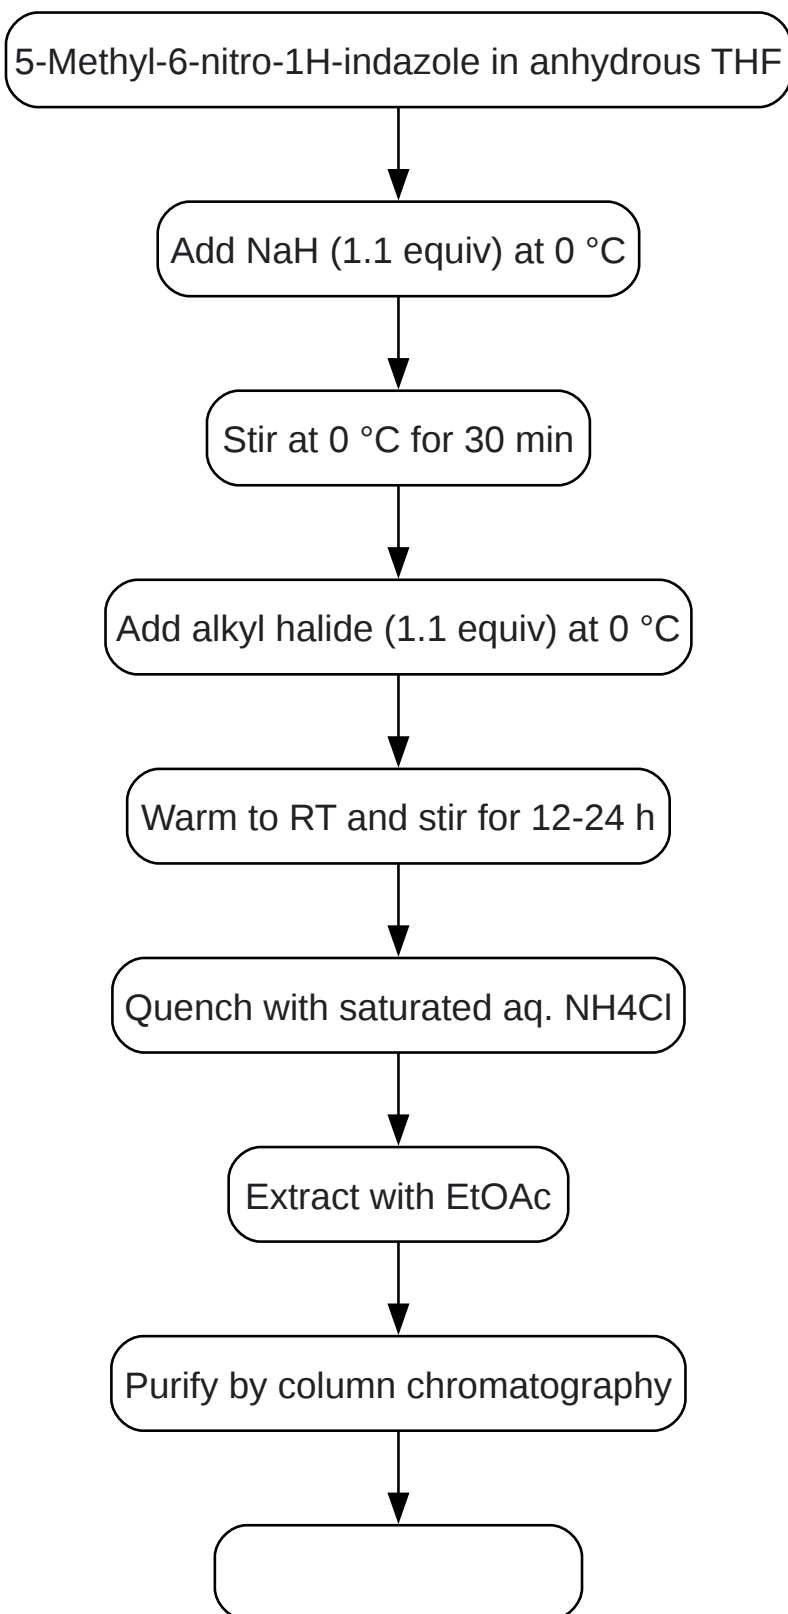 5-Methyl-6-nitro-1H-indazole in anhydrous THF
Add NaH (1.1 equiv) at 0 °C
Stir at 0 °C for 30 min
Add alkyl halide (1.1 equiv) at 0 °C
Warm to RT and stir for 12-24 h
Quench with saturated aq. NH4Cl
Extract with EtOAc
Purify by column chromatography